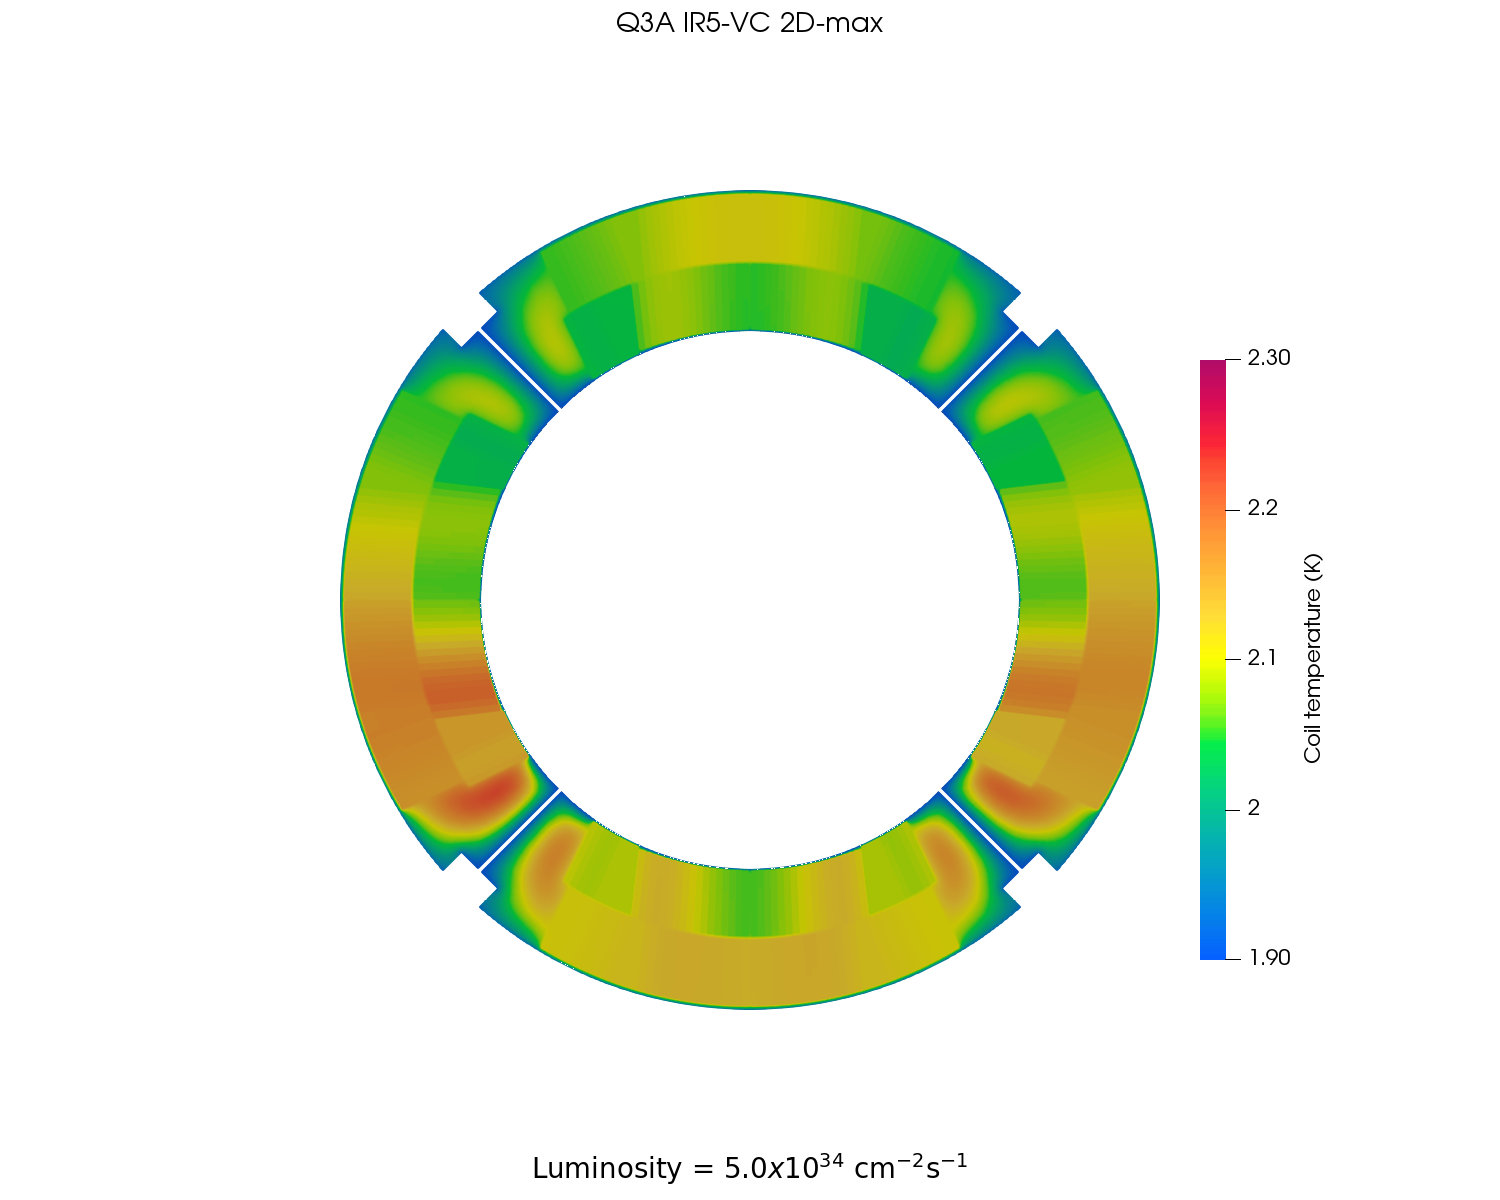 Q3A IR5-VC 2D-max
2.30
2.2
2.1
2
1.90
Coil temperature (K)
Luminosity = 5.0x10³⁴ cm⁻²s⁻¹